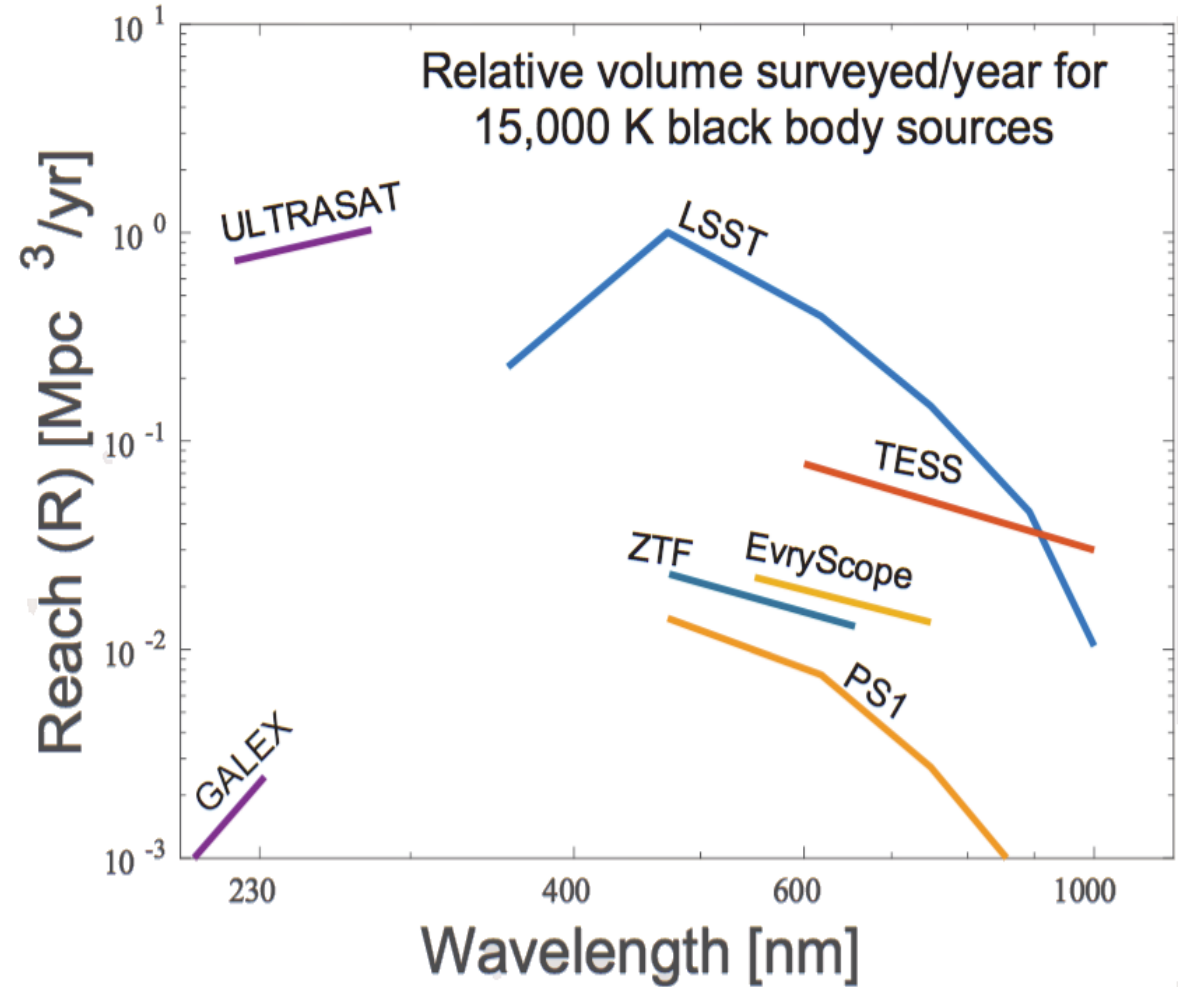 Relative volume surveyed/year for
15,000 K black body sources
Reach (R) [Mpc 3/yr]
10 1
10 0
10 -1
10 -2
10 -3
ULTRASAT
LSST
TESS
ZTF
EvryScope
PS1
GALEX
230
400
600
1000
Wavelength [nm]